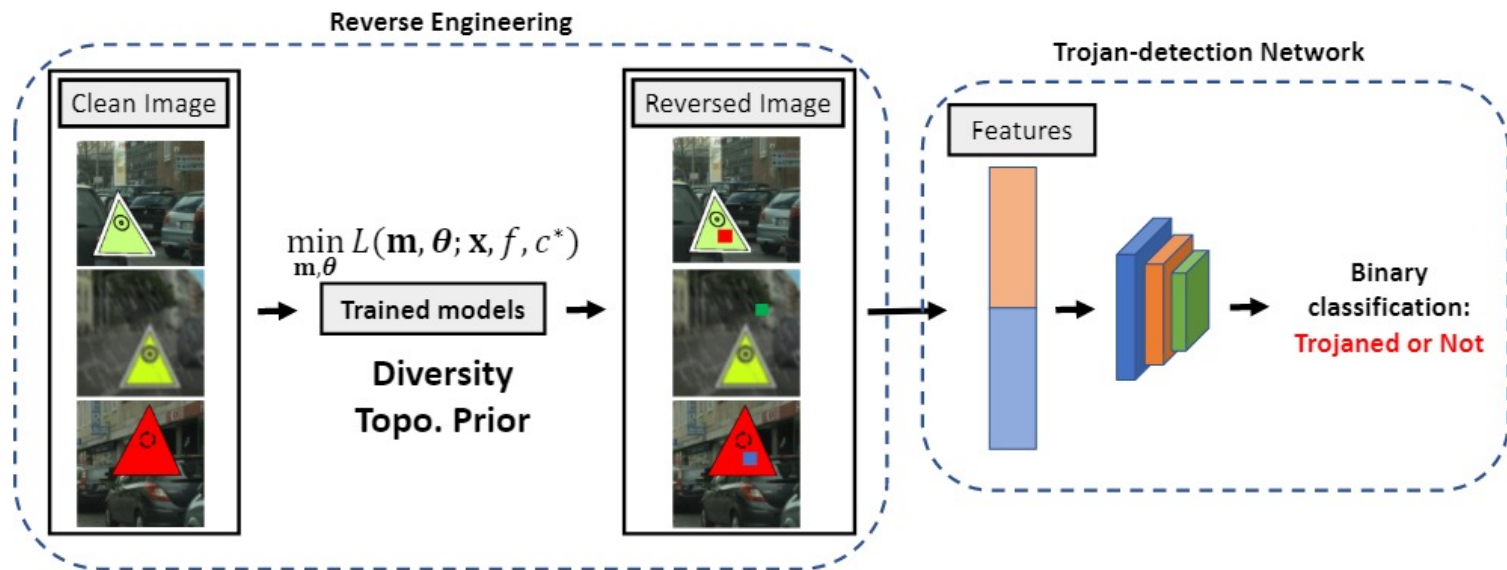 Reverse Engineering
Clean Image
min L(m, θ; x, f, c*)
m,θ
Trained models
Diversity
Topo. Prior
Reversed Image
Trojan-detection Network
Features
Binary
classification:
Trojaned or Not